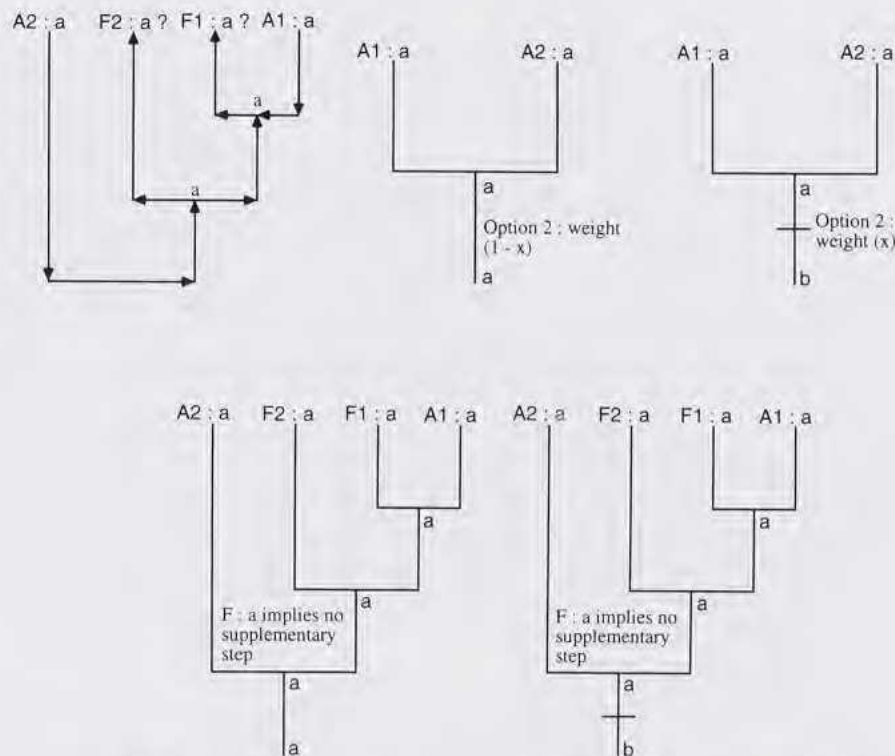 A2 : a F2 : a ? F1 : a ? A1 : a
a
a
A1 : a A2 : a
a
Option 2 : weight
(1 - x)
a
A1 : a A2 : a
a
Option 2 :
weight (x)
b
A2 : a F2 : a F1 : a A1 : a
a
a
F : a implies no
supplementary
step
a
a
A2 : a F2 : a F1 : a A1 : a
a
a
F : a implies no
supplementary
step
a
b